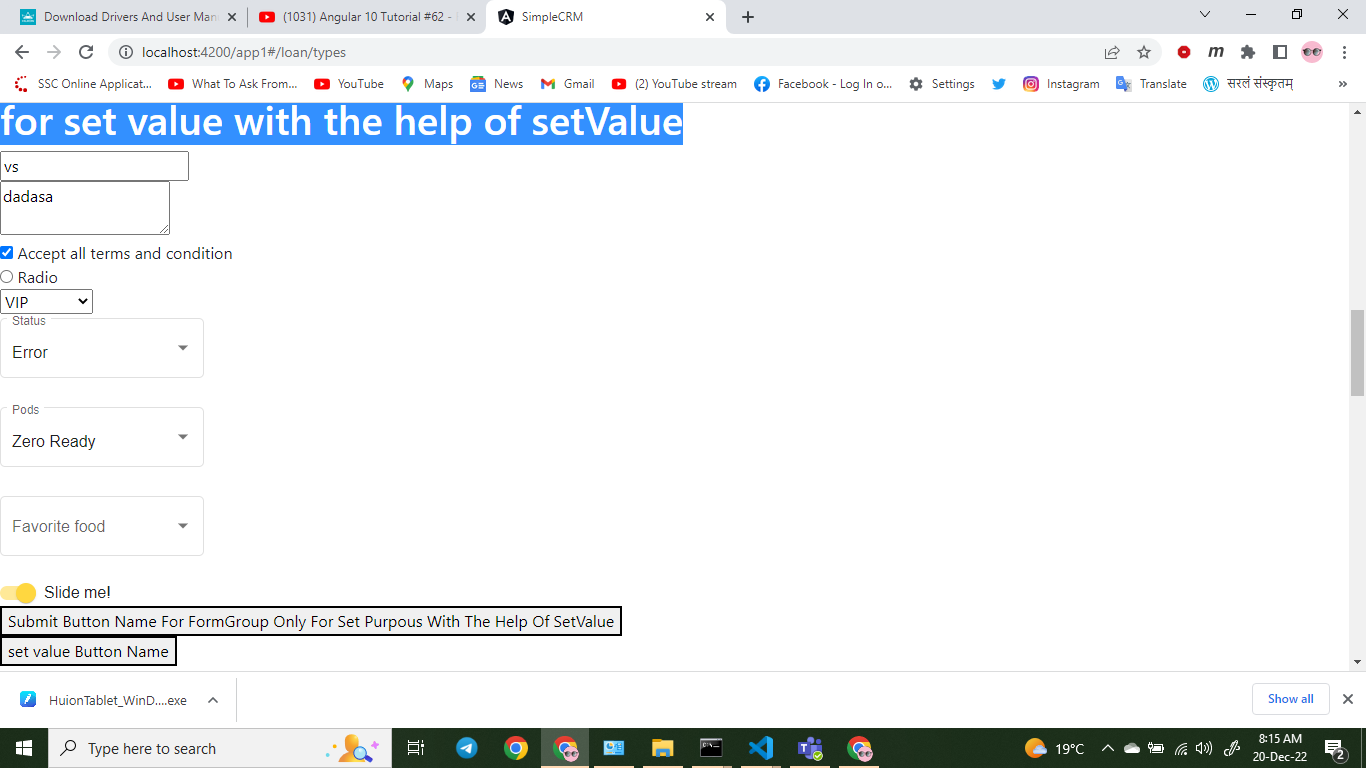 Download Drivers And User Man
(1031) Angular 10 Tutorial #62 -
SimpleCRM
localhost:4200/app1#/loan/types
SSC Online Applicat...
What To Ask From...
YouTube
Maps
News
Gmail
(2) YouTube stream
Facebook - Log In o...
Settings
Instagram
Translate
सरलं संस्कृतम्
»
for set value with the help of setValue
vs
dadasa
Accept all terms and condition
Radio
VIP
Status
Error
Pods
Zero Ready
Favorite food
Slide me!
Submit Button Name For FormGroup Only For Set Purpous With The Help Of SetValue
set value Button Name
HuionTablet_WinD....exe
Show all
Type here to search
19°C
8:15 AM
20-Dec-22
2